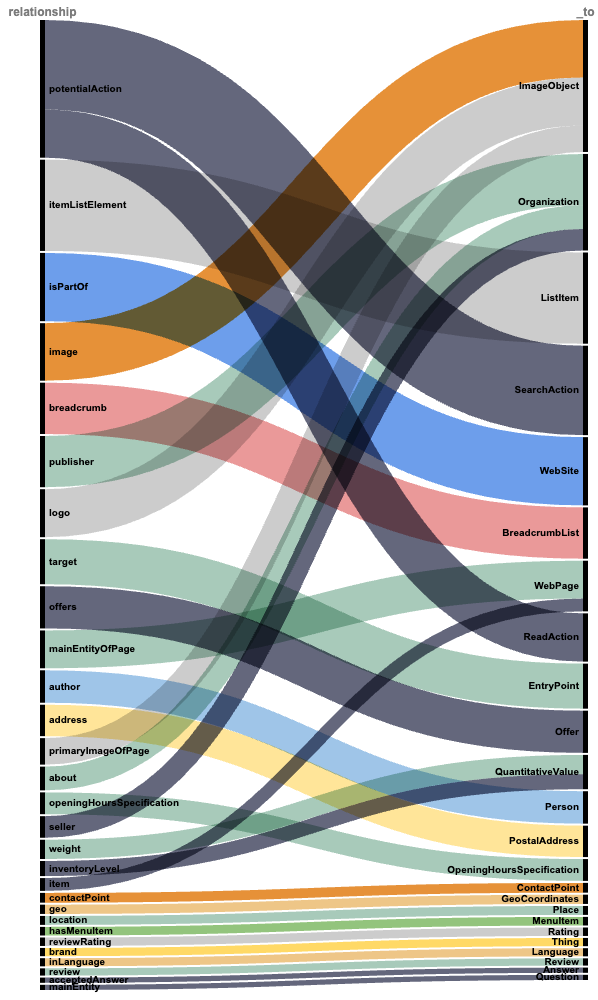 relationship
_to
potentialAction
itemListElement
isPartOf
image
breadcrumb
publisher
logo
target
offers
mainEntityOfPage
author
address
primaryImageOfPage
about
openingHoursSpecification
seller
weight
inventoryLevel
item
contactPoint
geo
location
hasMenuItem
reviewRating
brand
inLanguage
review
acceptedAnswer
mainEntity
ImageObject
Organization
ListItem
SearchAction
WebSite
BreadcrumbList
WebPage
ReadAction
EntryPoint
Offer
QuantitativeValue
Person
PostalAddress
OpeningHoursSpecification
ContactPoint
GeoCoordinates
Place
MenuItem
Rating
Thing
Language
Review
Answer
Question